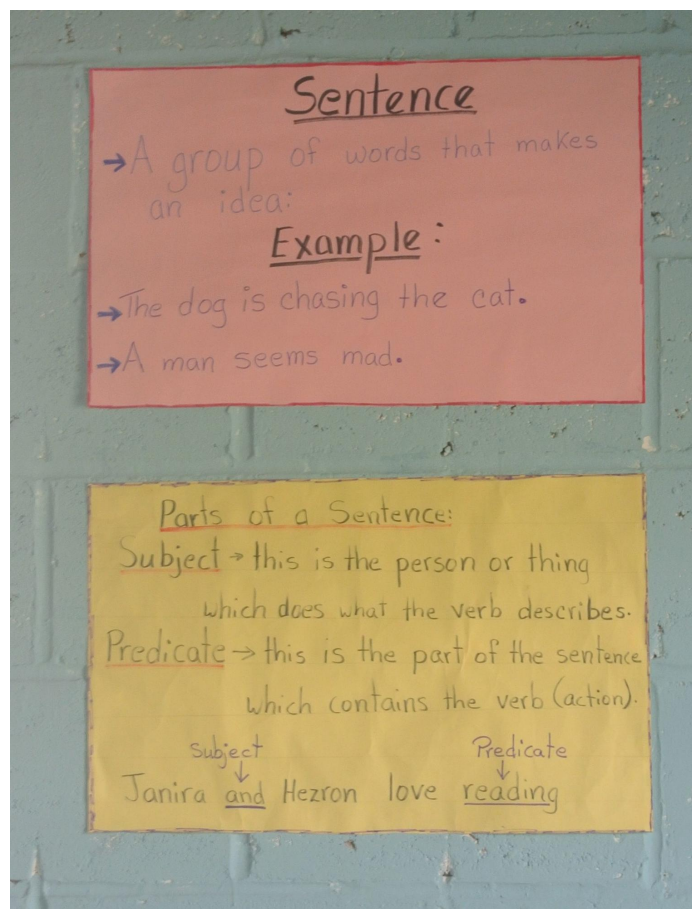 Sentence
→ A group of words that makes
an idea:
Example:
→ The dog is chasing the cat.
→ A man seems mad.
Parts of a Sentence:
Subject → this is the person or thing
which does what the verb describes.
Predicate → this is the part of the sentence
which contains the verb (action).
Subject Predicate
↓ ↓
Janira and Hezron love reading